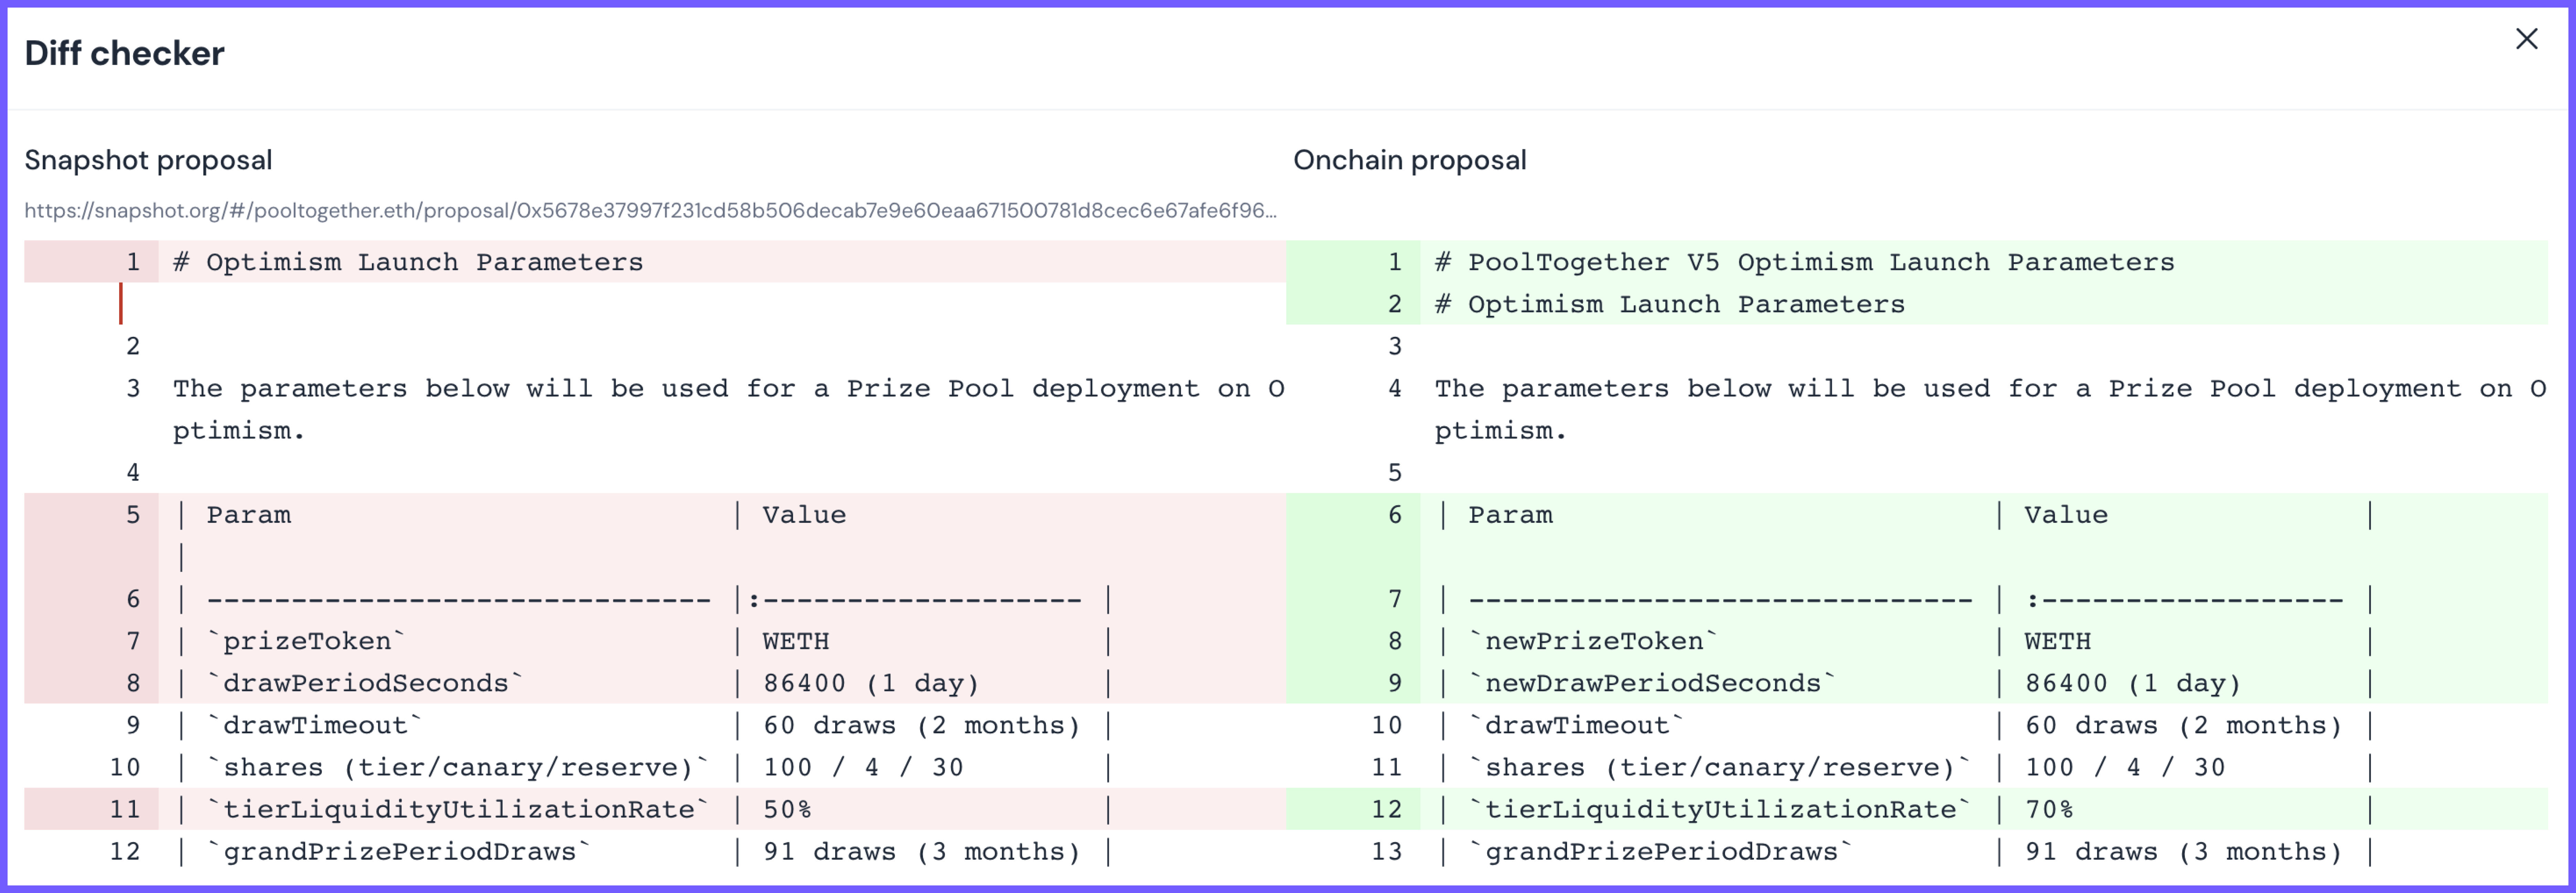 Diff checker
Snapshot proposal
https://snapshot.org/#/pooltogether.eth/proposal/0x5678e37997f231cd58b506decab7e9e60eaa671500781d8cec6e67afe6f96...
1 # Optimism Launch Parameters
2
3 The parameters below will be used for a Prize Pool deployment on O
ptimism.
4
5 | Param                          | Value
|
6 | ------------------------------ |:------------------- |
7 | `prizeToken`                   | WETH                |
8 | `drawPeriodSeconds`            | 86400 (1 day)       |
9 | `drawTimeout`                  | 60 draws (2 months) |
10 | `shares (tier/canary/reserve)` | 100 / 4 / 30        |
11 | `tierLiquidityUtilizationRate` | 50%                 |
12 | `grandPrizePeriodDraws`        | 91 draws (3 months) |
Onchain proposal
1 # PoolTogether V5 Optimism Launch Parameters
2 # Optimism Launch Parameters
3
4 The parameters below will be used for a Prize Pool deployment on O
ptimism.
5
6 | Param                          | Value               |
7 | ------------------------------ | :------------------ |
8 | `newPrizeToken`                | WETH                |
9 | `newDrawPeriodSeconds`         | 86400 (1 day)       |
10 | `drawTimeout`                  | 60 draws (2 months) |
11 | `shares (tier/canary/reserve)` | 100 / 4 / 30        |
12 | `tierLiquidityUtilizationRate` | 70%                 |
13 | `grandPrizePeriodDraws`        | 91 draws (3 months) |